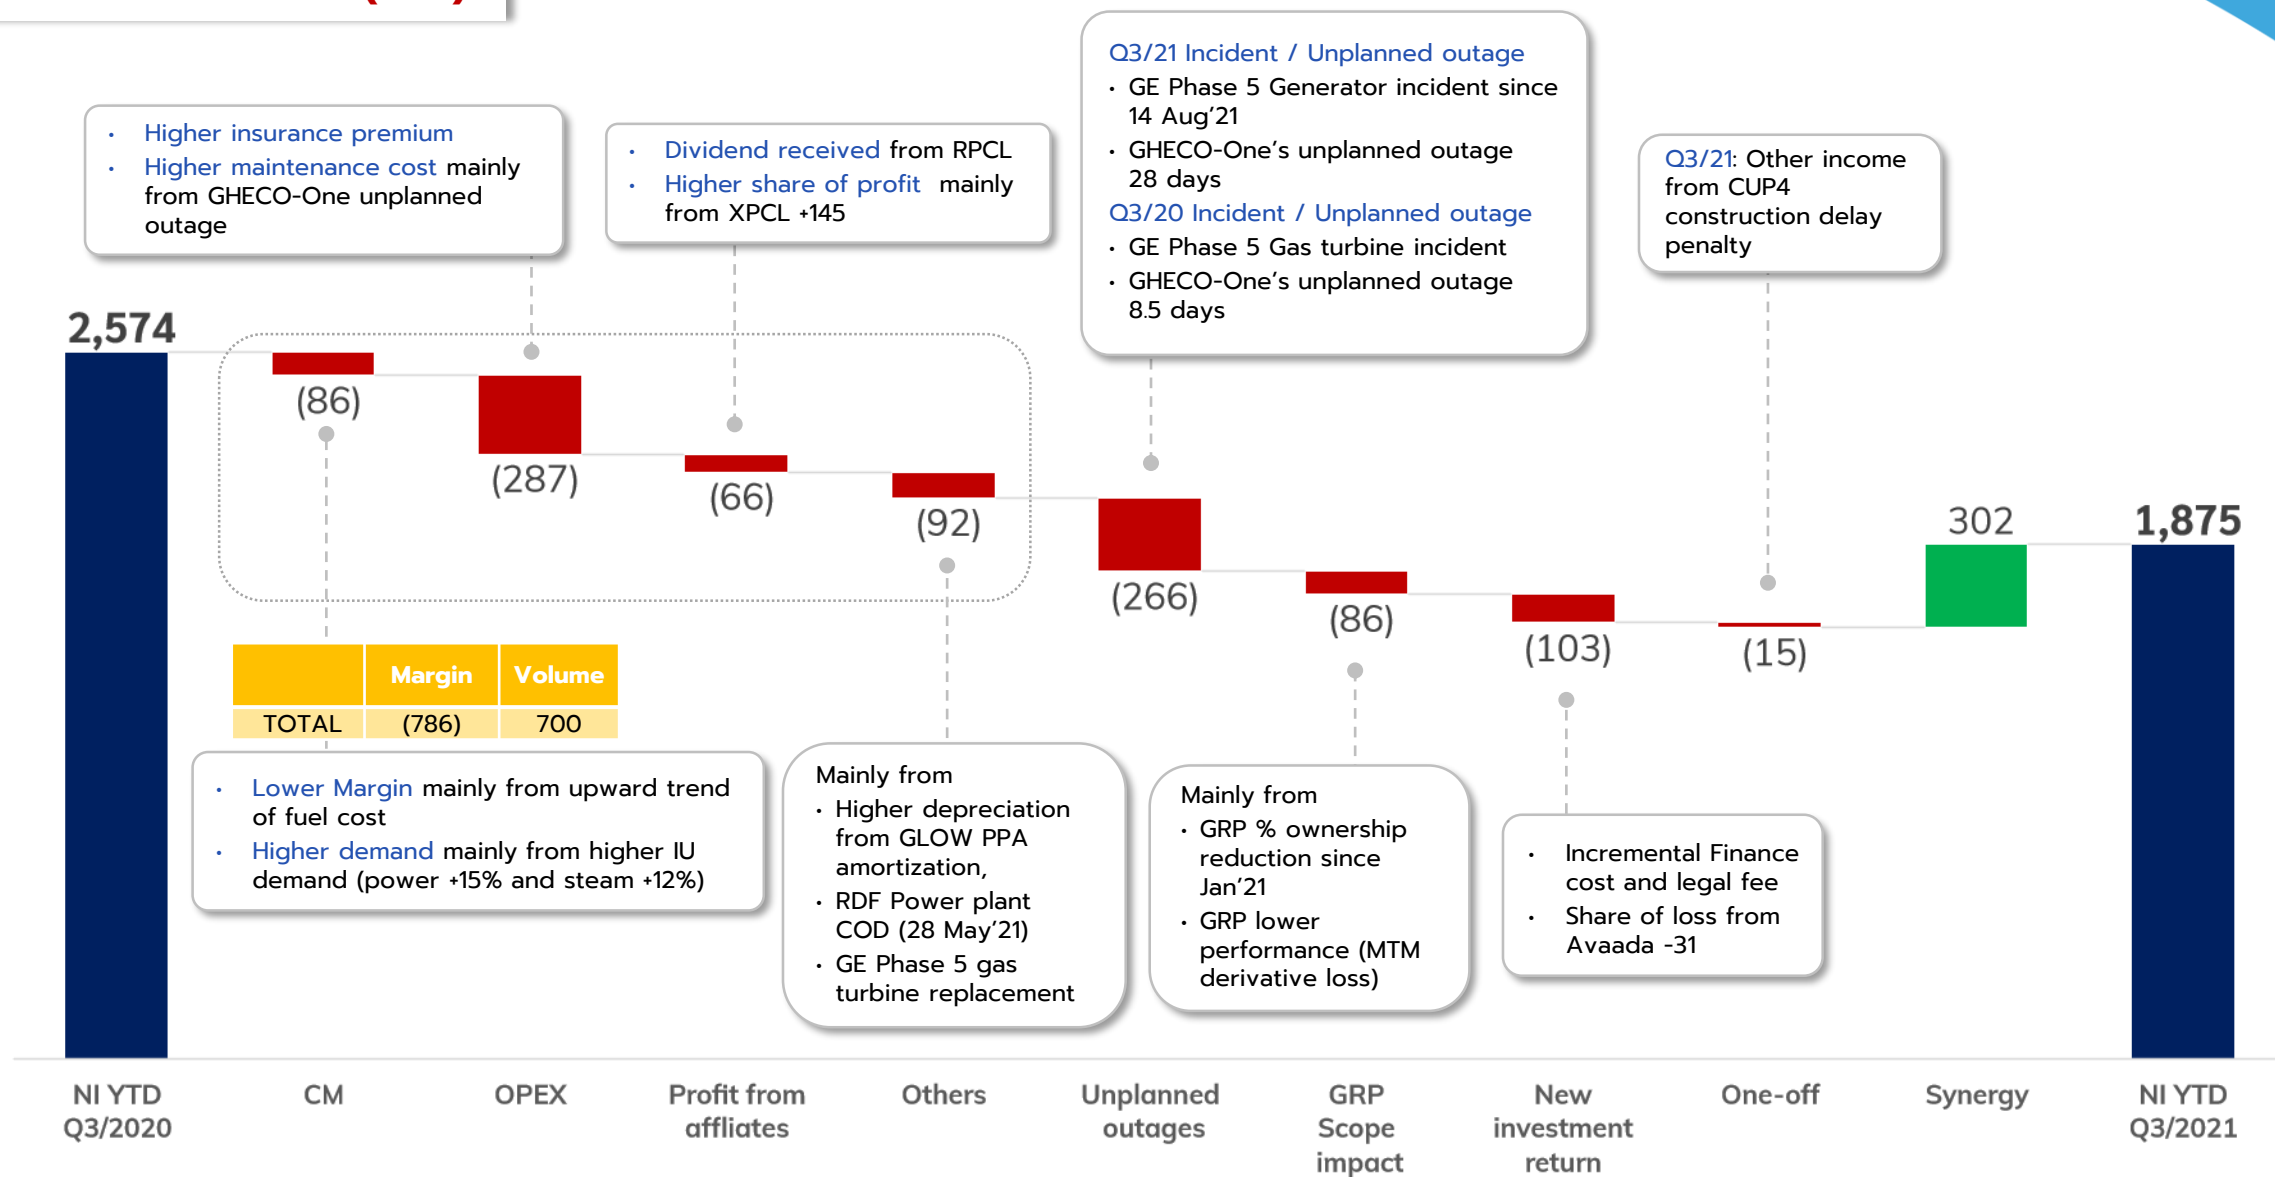 • Higher insurance premium
• Higher maintenance cost mainly
from GHECO-One unplanned
outage
• Dividend received from RPCL
• Higher share of profit mainly
from XPCL +145
Q3/21 Incident / Unplanned outage
• GE Phase 5 Generator incident since
14 Aug'21
• GHECO-One's unplanned outage
28 days
Q3/20 Incident / Unplanned outage
• GE Phase 5 Gas turbine incident
• GHECO-One's unplanned outage
8.5 days
Q3/21: Other income
from CUP4
construction delay
penalty
2,574
(86)
(287)
(66)
(92)
(266)
(86)
(103)
(15)
302
1,875
Margin Volume
TOTAL (786) 700
• Lower Margin mainly from upward trend
of fuel cost
• Higher demand mainly from higher IU
demand (power +15% and steam +12%)
Mainly from
• Higher depreciation
from GLOW PPA
amortization,
• RDF Power plant
COD (28 May'21)
• GE Phase 5 gas
turbine replacement
Mainly from
• GRP % ownership
reduction since
Jan'21
• GRP lower
performance (MTM
derivative loss)
• Incremental Finance
cost and legal fee
• Share of loss from
Avaada -31
NI YTD
Q3/2020
CM
OPEX
Profit from
affliates
Others
Unplanned
outages
GRP
Scope
impact
New
investment
return
One-off
Synergy
NI YTD
Q3/2021